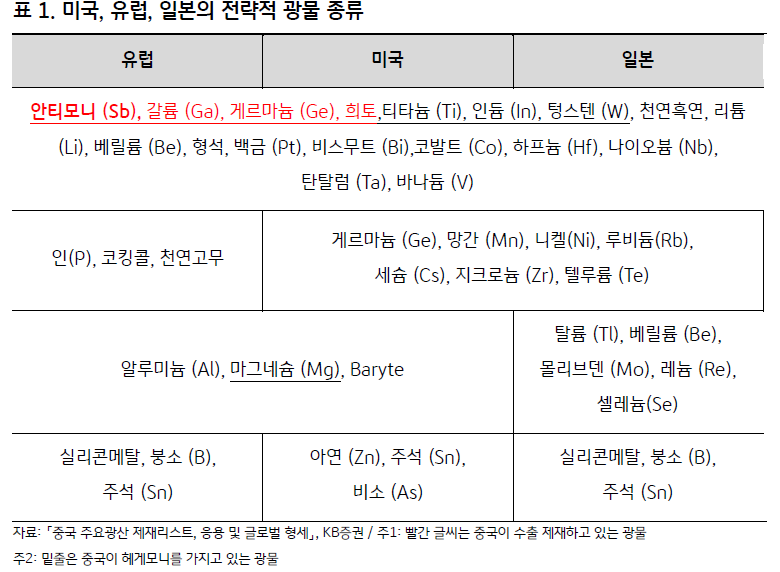 표 1. 미국, 유럽, 일본의 전략적 광물 종류
유럽 미국 일본
안티모니 (Sb), 갈륨 (Ga), 게르마늄 (Ge), 희토,티타늄 (Ti), 인듐 (In), 텅스텐 (W), 천연흑연, 리튬
(Li), 베릴륨 (Be), 형석, 백금 (Pt), 비스무트 (Bi),코발트 (Co), 하프늄 (Hf), 나이오븀 (Nb),
탄탈럼 (Ta), 바나듐 (V)
인(P), 코킹콜, 천연고무
게르마늄 (Ge), 망간 (Mn), 니켈(Ni), 루비듐(Rb),
세슘 (Cs), 지크로늄 (Zr), 텔루륨 (Te)
알루미늄 (Al), 마그네슘 (Mg), Baryte
탈륨 (Tl), 베릴륨 (Be),
몰리브덴 (Mo), 레늄 (Re),
셀레늄(Se)
실리콘메탈, 붕소 (B),
주석 (Sn)
아연 (Zn), 주석 (Sn),
비소 (As)
실리콘메탈, 붕소 (B),
주석 (Sn)
자료: 「중국 주요광산 제재리스트, 응용 및 글로벌 형세」, KB증권 / 주1: 빨간 글씨는 중국이 수출 제재하고 있는 광물
주2: 밑줄은 중국이 헤게모니를 가지고 있는 광물